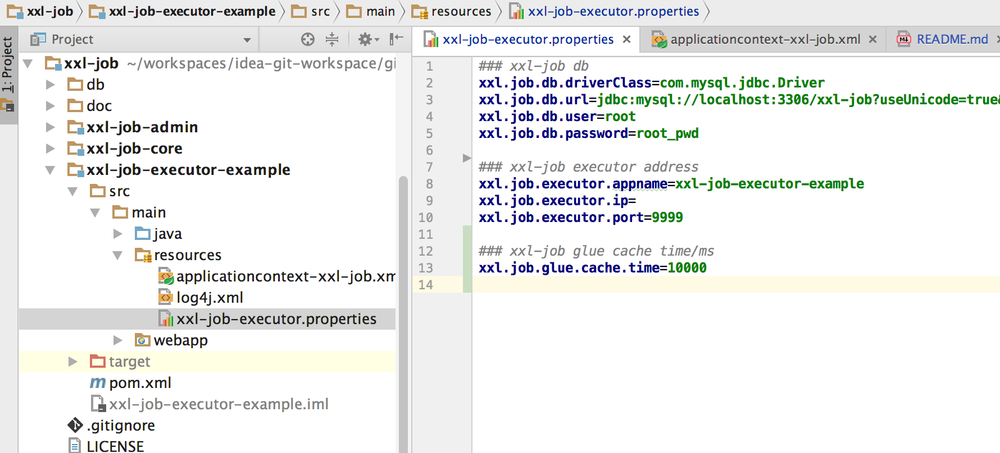 xxl-job xxl-job-executor-example src main resources xxl-job-executor.properties
1: Project
Project
xxl-job ~/workspaces/idea-git-workspace/gi
db
doc
xxl-job-admin
xxl-job-core
xxl-job-executor-example
src
main
java
resources
applicationcontext-xxl-job.xm
log4j.xml
xxl-job-executor.properties
webapp
target
pom.xml
xxl-job-executor-example.iml
.gitignore
LICENSE
xxl-job-executor.properties applicationcontext-xxl-job.xml README.md
1 ### xxl-job db
2 xxl.job.db.driverClass=com.mysql.jdbc.Driver
3 xxl.job.db.url=jdbc:mysql://localhost:3306/xxl-job?useUnicode=true&
4 xxl.job.db.user=root
5 xxl.job.db.password=root_pwd
6
7 ### xxl-job executor address
8 xxl.job.executor.appname=xxl-job-executor-example
9 xxl.job.executor.ip=
10 xxl.job.executor.port=9999
11
12 ### xxl-job glue cache time/ms
13 xxl.job.glue.cache.time=10000
14